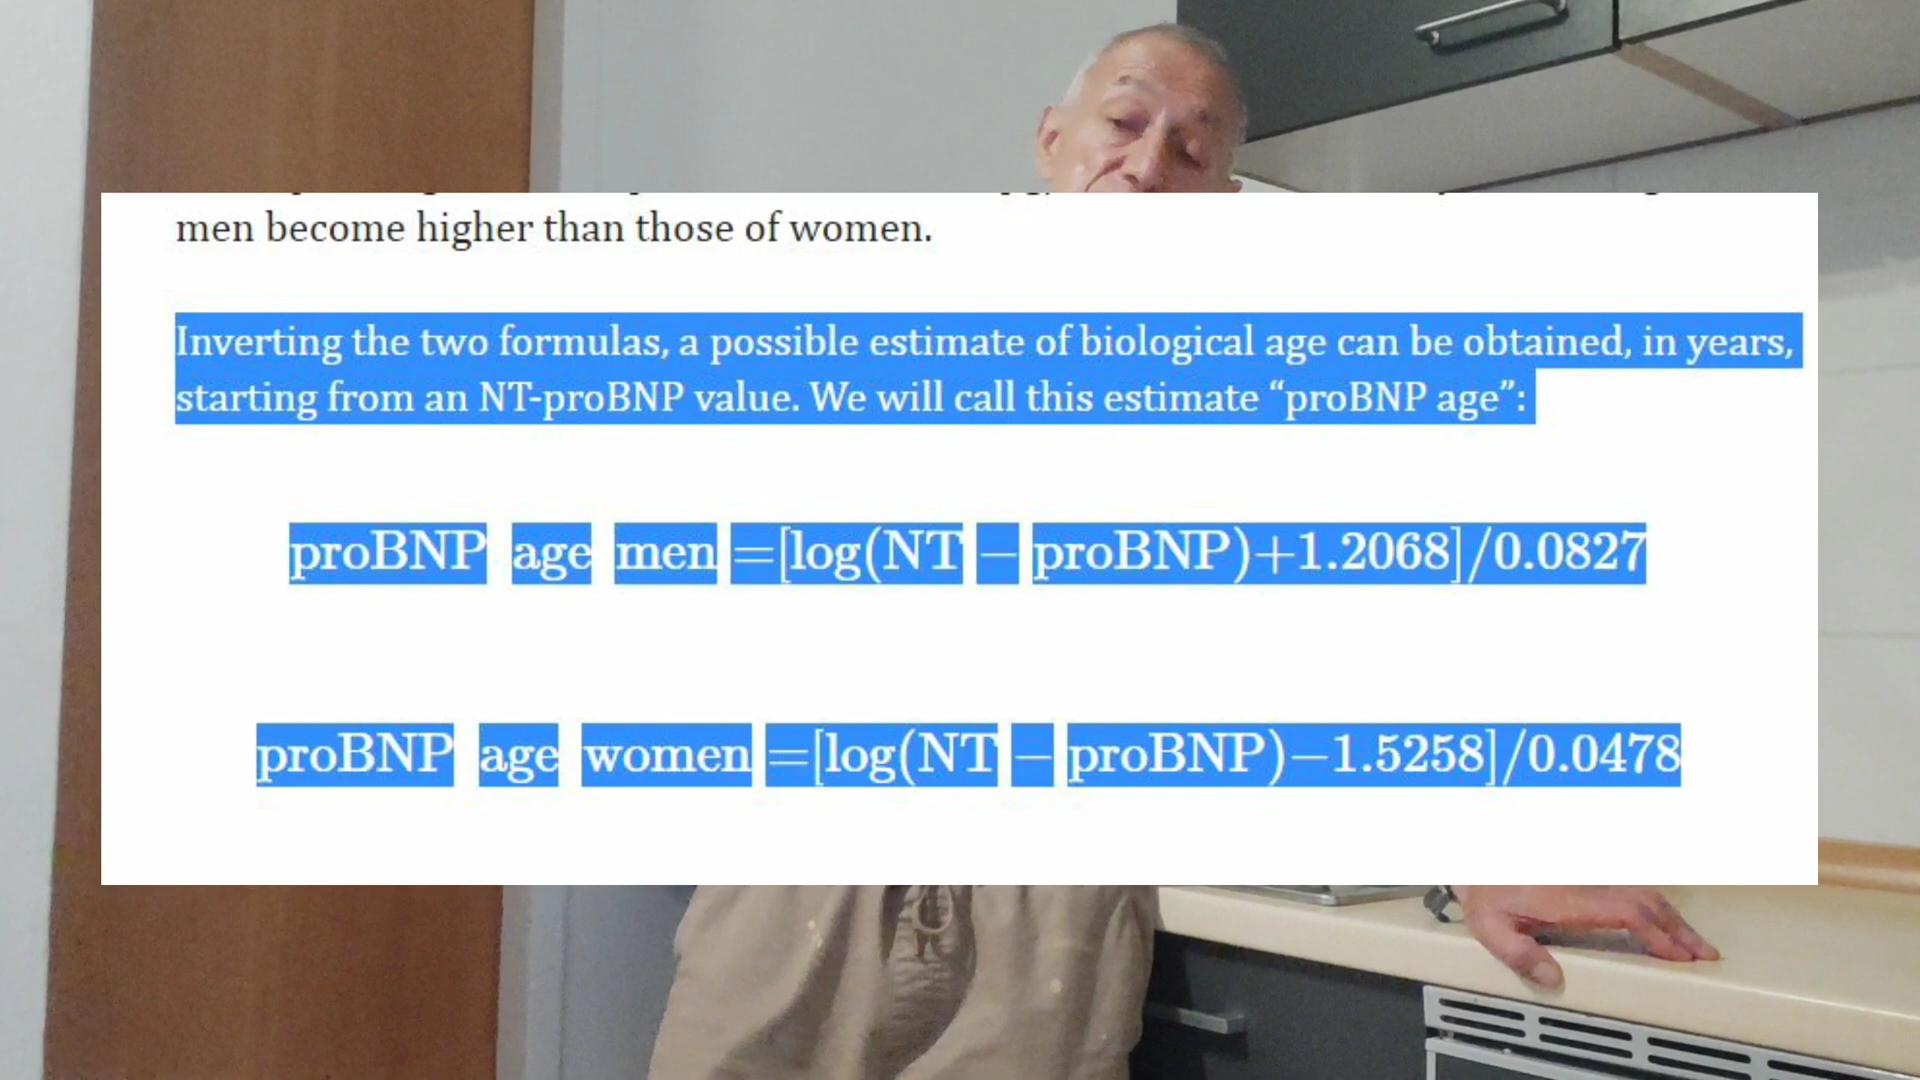 men become higher than those of women.
Inverting the two formulas, a possible estimate of biological age can be obtained, in years,
starting from an NT-proBNP value. We will call this estimate “proBNP age”:
proBNP age men =[log(NT − proBNP)+1.2068]/0.0827
proBNP age women =[log(NT − proBNP)−1.5258]/0.0478